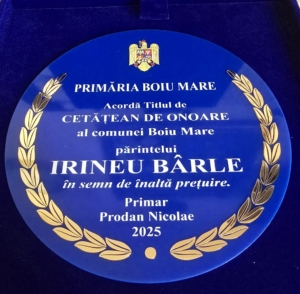 PRIMĂRIA BOIU MARE
Acordă Titlul de
CETĂȚEAN DE ONOARE
al comunei Boiu Mare
părintelui
IRINEU BÂRLE
în semn de înaltă prețuire.
Primar
Prodan Nicolae
2025